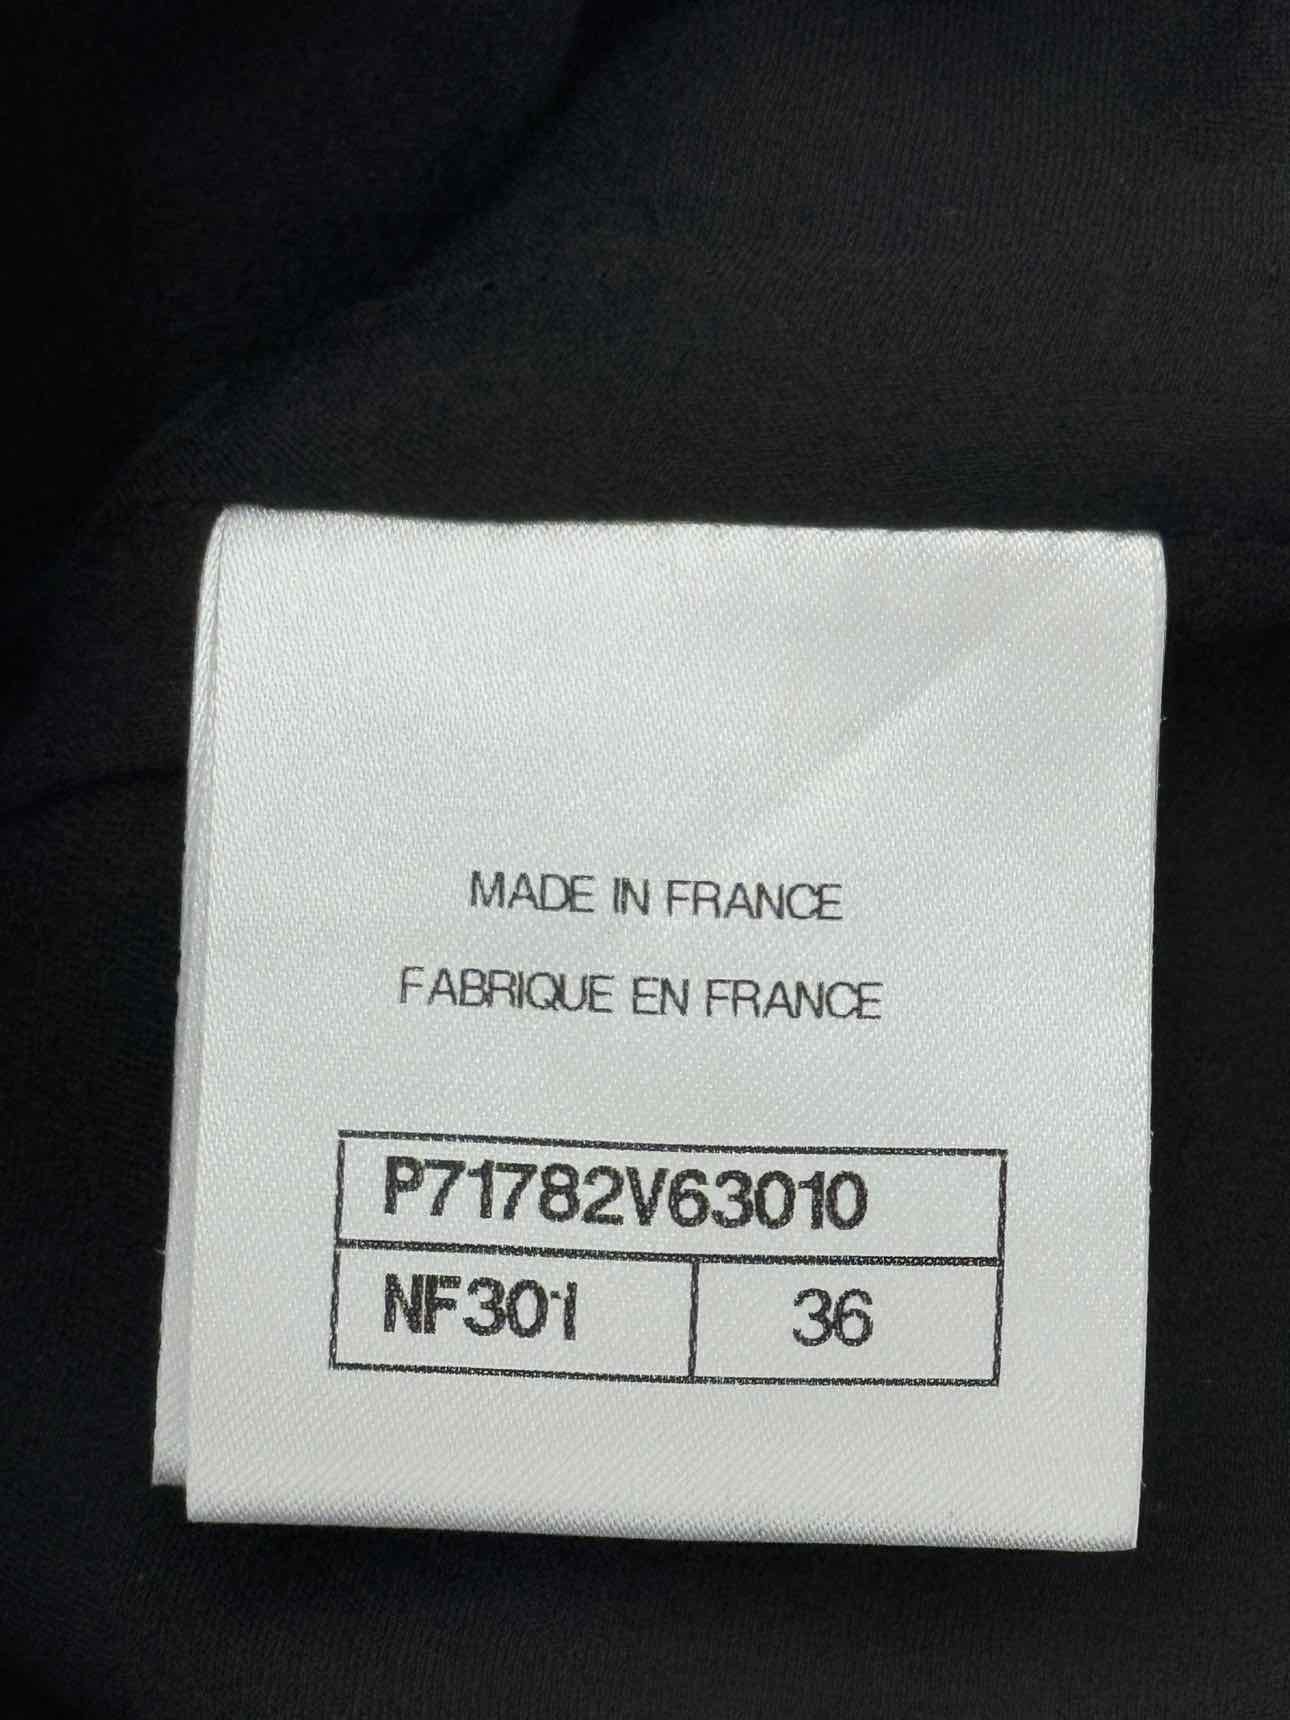 MADE IN FRANCE
FABRIQUE EN FRANCE
P71782V63010
NF301 36